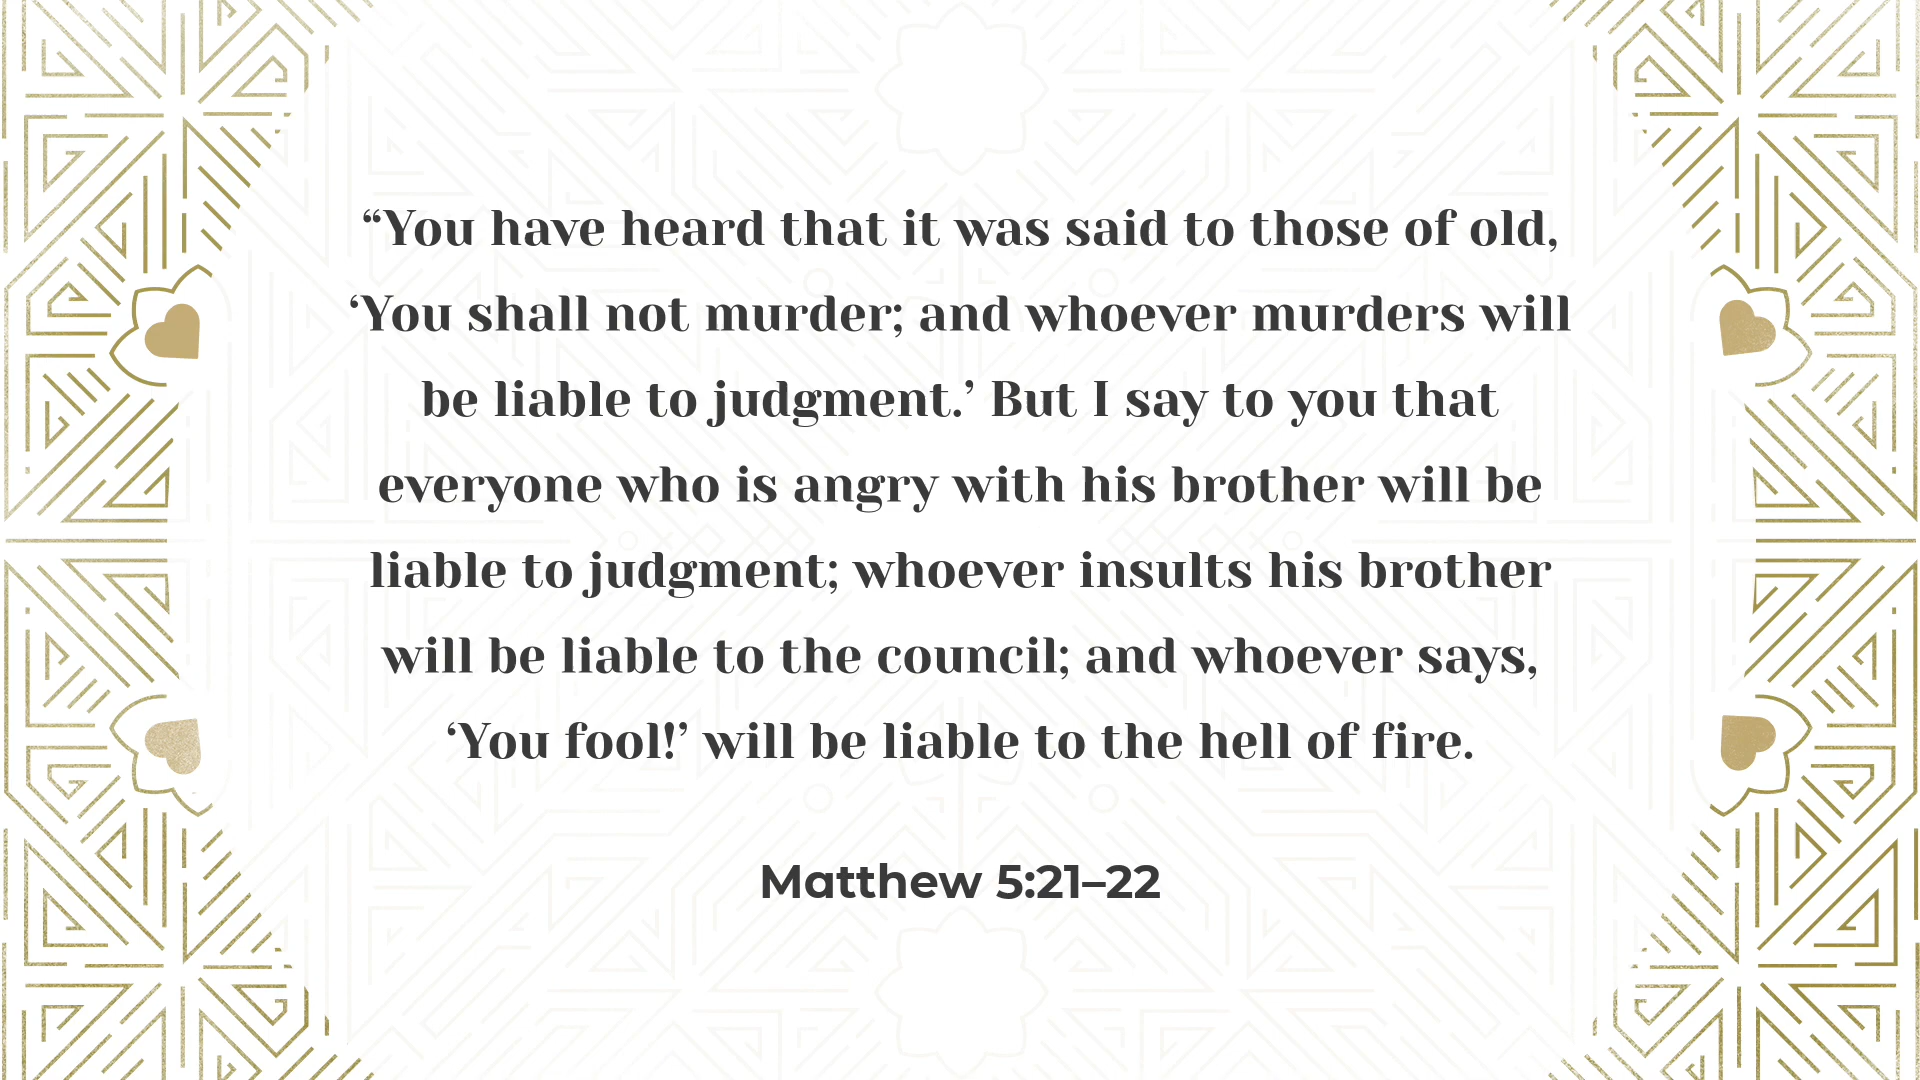 “You have heard that it was said to those of old,
‘You shall not murder; and whoever murders will
be liable to judgment.’ But I say to you that
everyone who is angry with his brother will be
liable to judgment; whoever insults his brother
will be liable to the council; and whoever says,
‘You fool!’ will be liable to the hell of fire.
Matthew 5:21–22